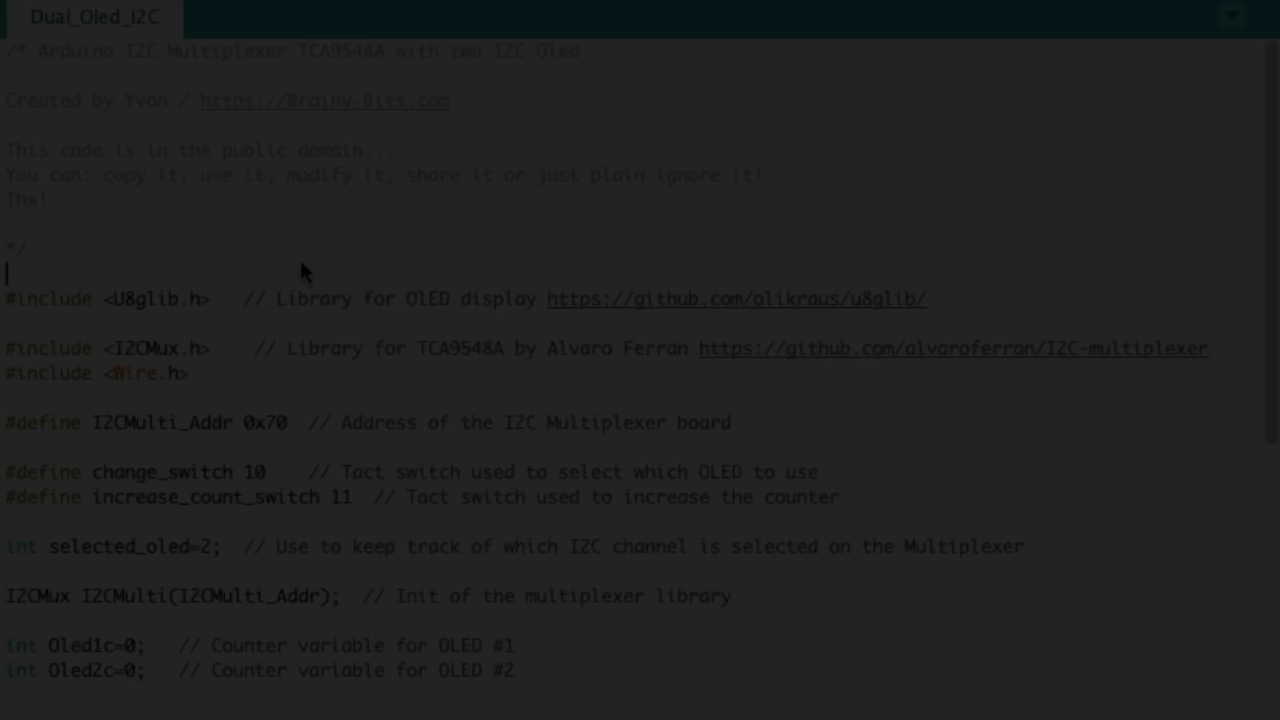 Dual_Oled_I2C
/* Arduino I2C Multiplexer TCA9548A with two I2C Oled
Created by Yvan / https://Brainy-Bits.com
This code is in the public domain...
You can: copy it, use it, modify it, share it or just plain ignore it!
Thx!
*/
#include <U8glib.h>   // Library for OlED display https://github.com/olikraus/u8glib/
#include <I2CMux.h>    // Library for TCA9548A by Alvaro Ferran https://github.com/alvaroferran/I2C-multiplexer
#include <Wire.h>
#define I2CMulti_Addr 0x70  // Address of the I2C Multiplexer board
#define change_switch 10    // Tact switch used to select which OLED to use
#define increase_count_switch 11  // Tact switch used to increase the counter
int selected_oled=2;  // Use to keep track of which I2C channel is selected on the Multiplexer
I2CMux I2CMulti(I2CMulti_Addr);  // Init of the multiplexer library
int Oled1c=0;   // Counter variable for OLED #1
int Oled2c=0;   // Counter variable for OLED #2